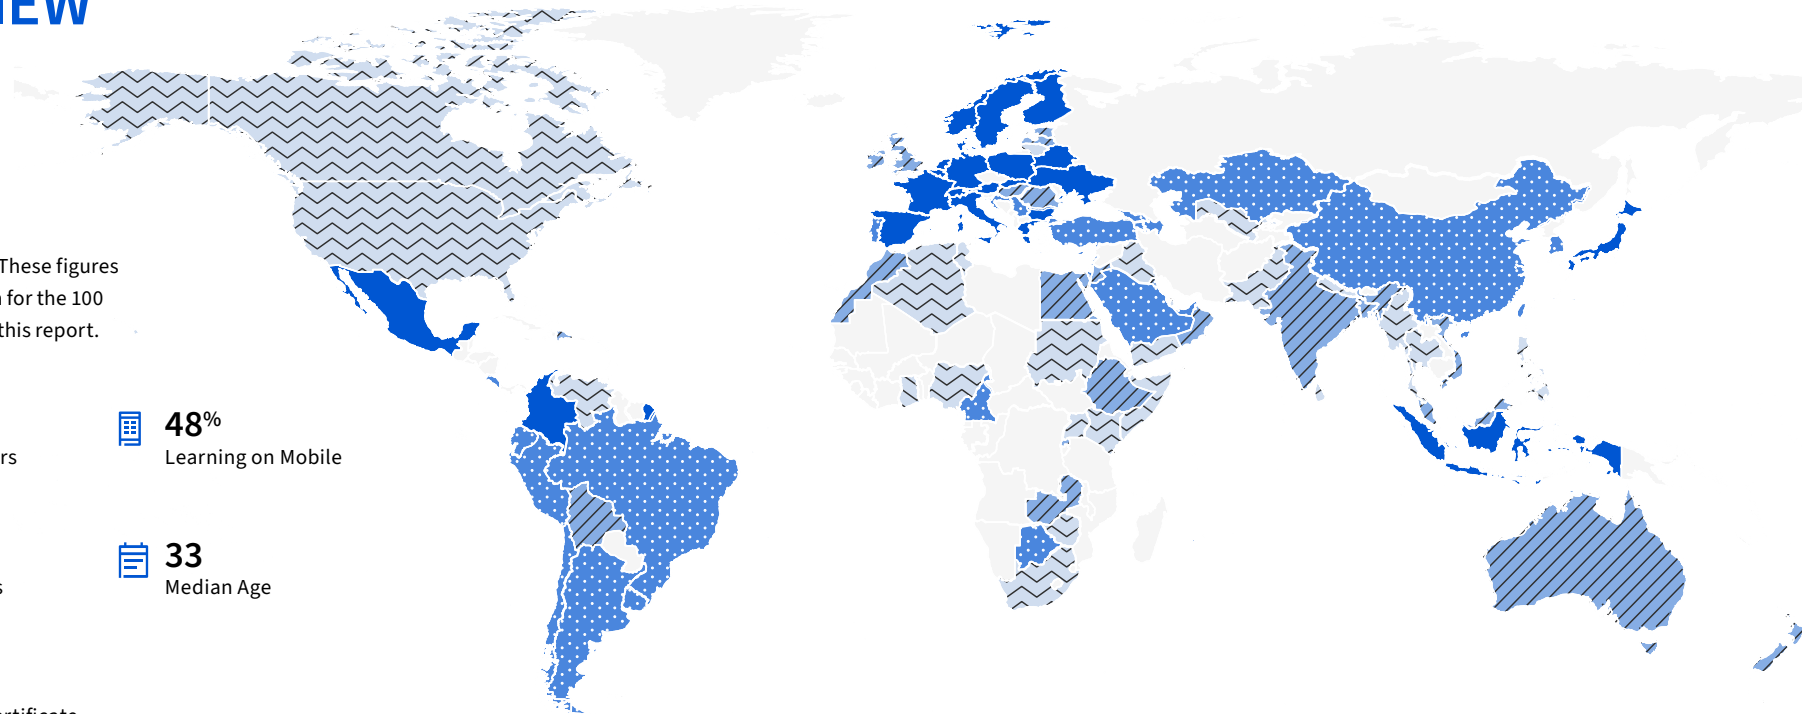 These figures
for the 100
this report.
48%
Learning on Mobile
33
Median Age